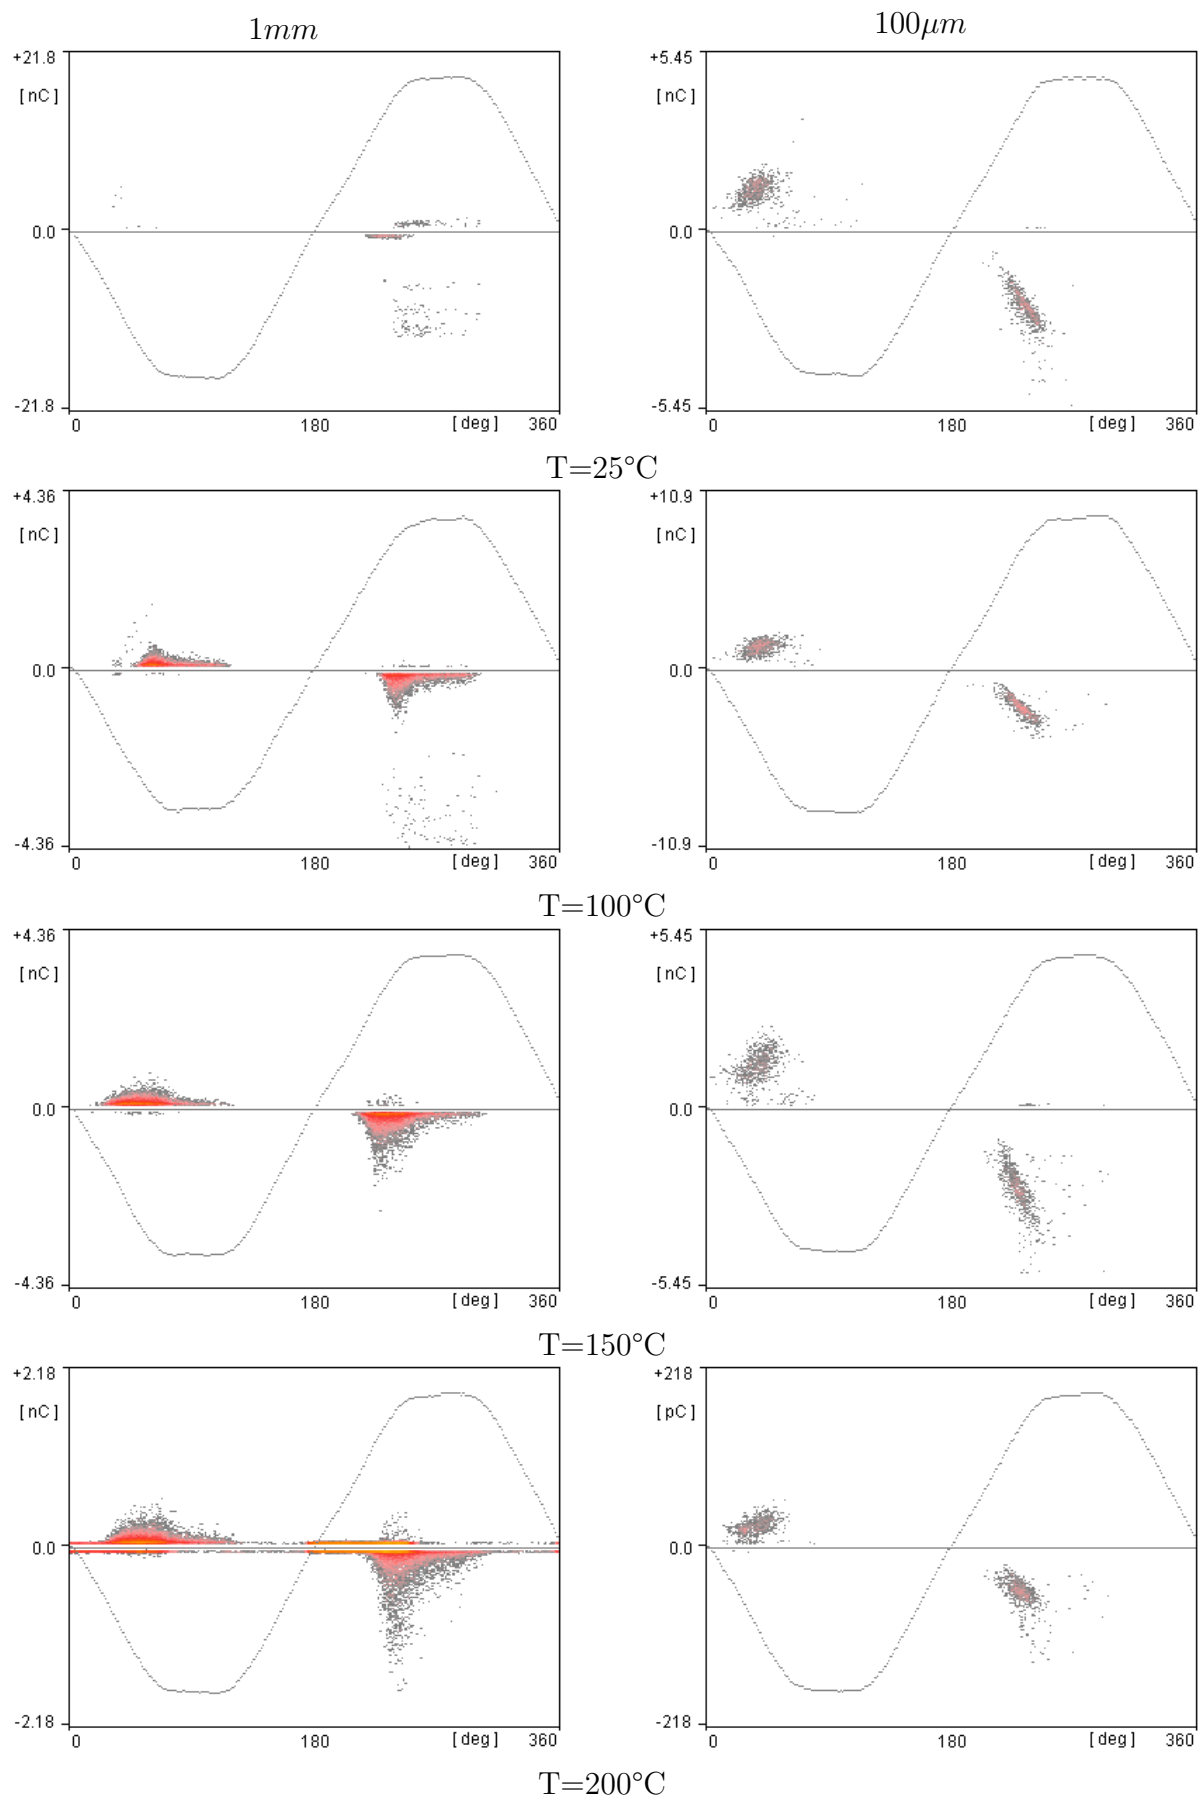 1mm 100μm
+21.8 +5.45
[nC] [nC]
0.0 0.0
-21.8 -5.45
0 180 [deg] 360 0 180 [deg] 360
T=25°C
+4.36 +10.9
[nC] [nC]
0.0 0.0
-4.36 -10.9
0 180 [deg] 360 0 180 [deg] 360
T=100°C
+4.36 +5.45
[nC] [nC]
0.0 0.0
-4.36 -5.45
0 180 [deg] 360 0 180 [deg] 360
T=150°C
+2.18 +218
[nC] [pC]
0.0 0.0
-2.18 -218
0 180 [deg] 360 0 180 [deg] 360
T=200°C